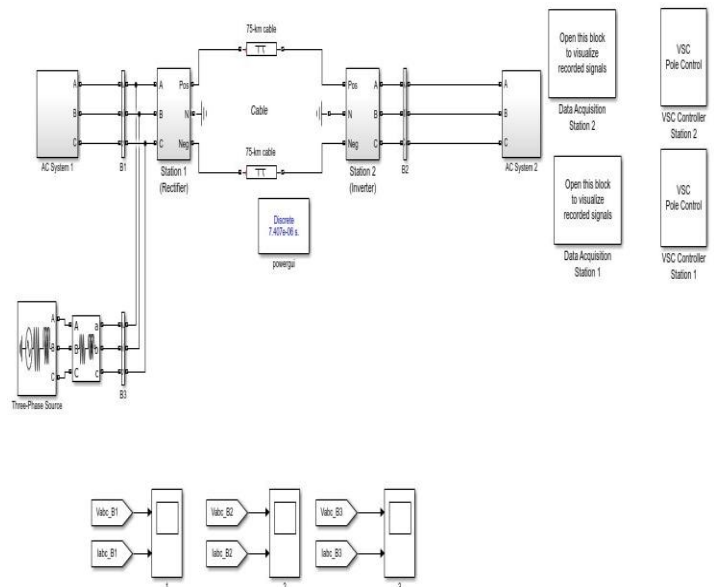 75-km cable
Open this block
to visualize
recorded signals
VSC
Pole Control
A
B
C
A
B
C
Pos
N
Neg
Cable
Pos
N
Neg
A
B
C
A
B
C
Data Acquisition
Station 2
VSC Controller
Station 2
75-km cable
AC System 1
B1
Station 1
(Rectifier)
Station 2
(Inverter)
B2
AC System 2
Open this block
to visualize
recorded signals
VSC
Pole Control
Discrete
7.407e-06 s.
powergui
Data Acquisition
Station 1
VSC Controller
Station 1
A
C
A
B
C
a
b
c
Three-Phase Source
B3
Vabc_B1
Iabc_B1
Vabc_B2
Iabc_B2
Vabc_B3
Iabc_B3